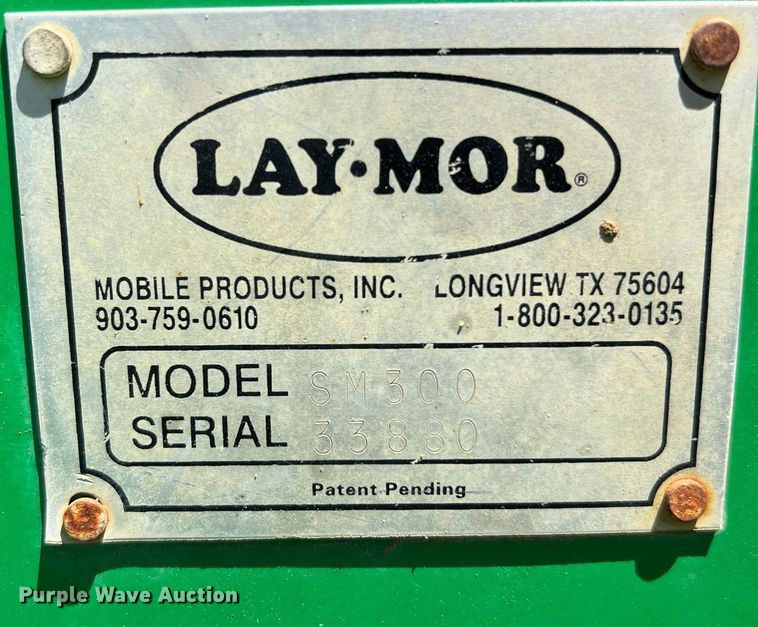 LAY·MOR®
MOBILE PRODUCTS, INC. LONGVIEW TX 75604
903-759-0610 1-800-323-0135
MODEL SM300
SERIAL 33880
Patent Pending
Purple Wave Auction